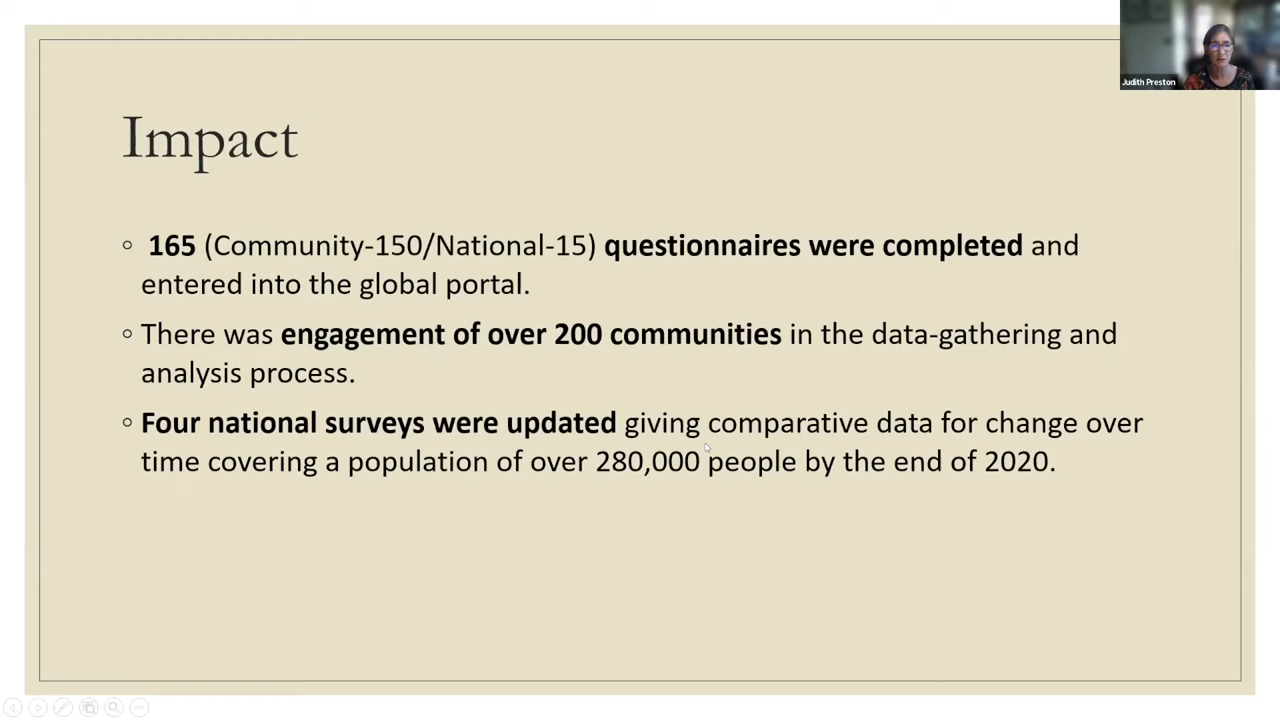 Judith Preston
Impact
◦ 165 (Community-150/National-15) questionnaires were completed and
entered into the global portal.
◦ There was engagement of over 200 communities in the data-gathering and
analysis process.
◦ Four national surveys were updated giving comparative data for change over
time covering a population of over 280,000 people by the end of 2020.